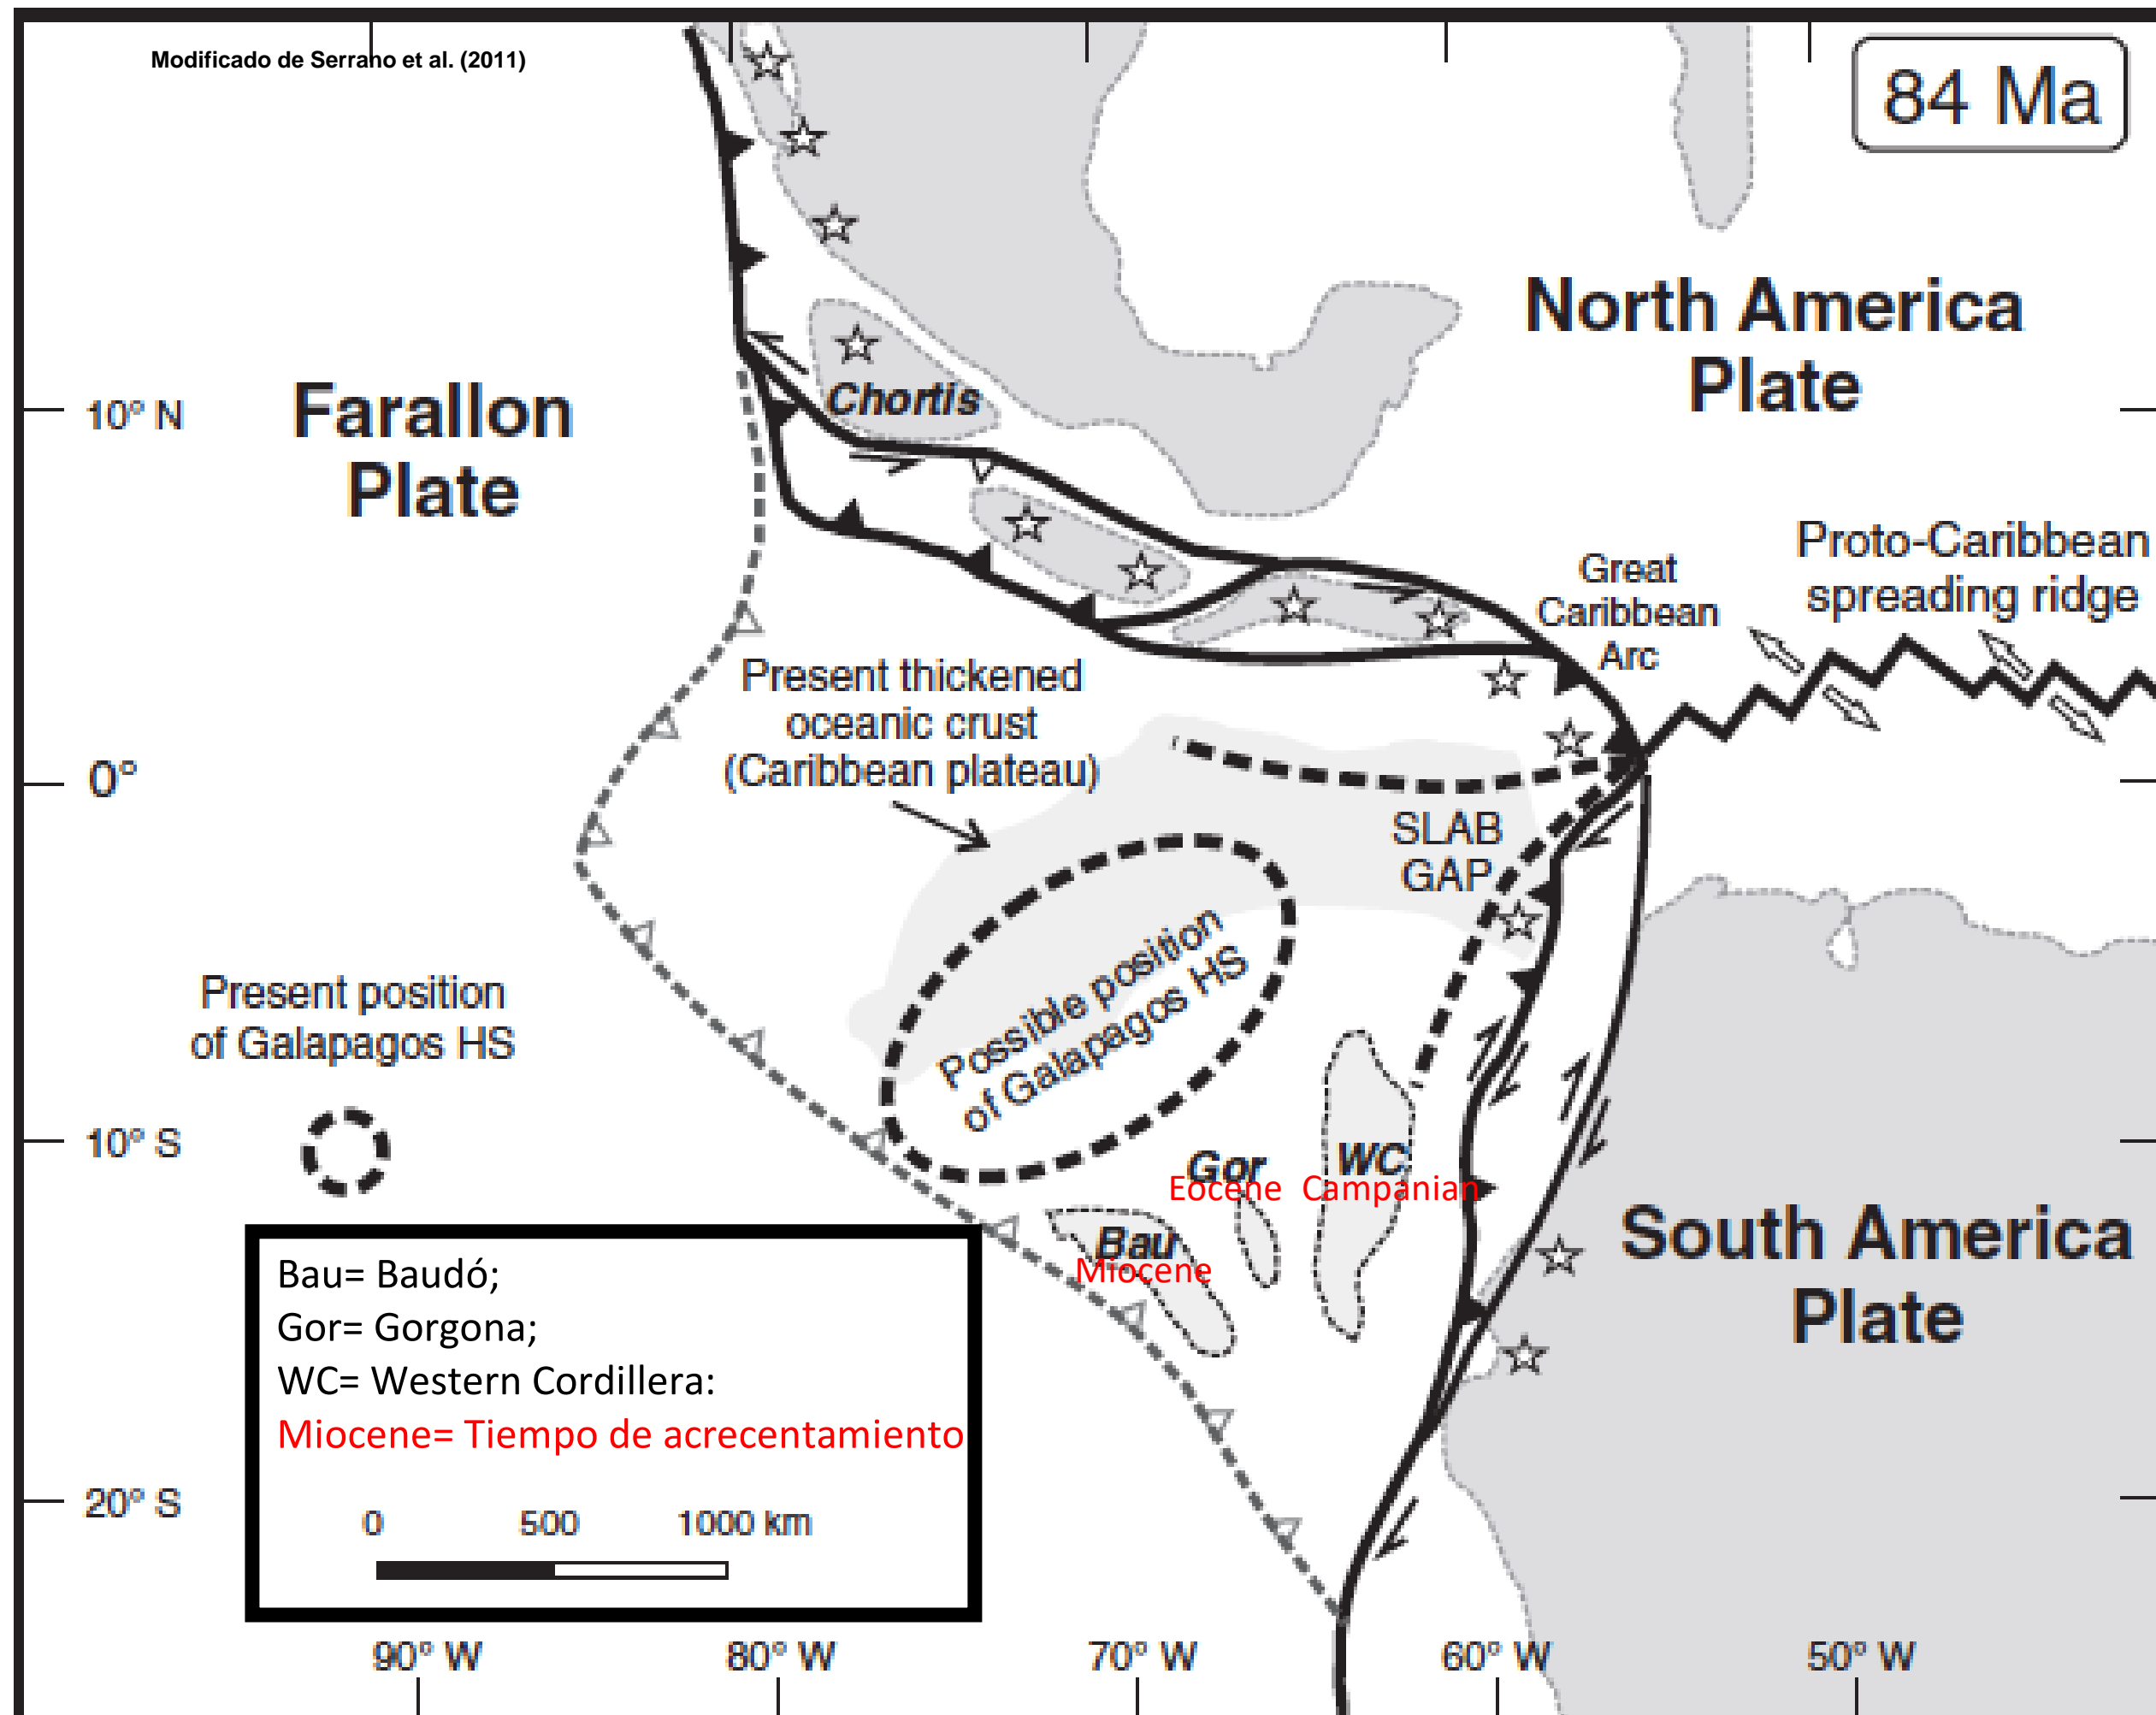 Modificado de Serrano et al. (2011)
84 Ma
North America
Plate
Farallon
Plate
10° N
Chortis
Proto-Caribbean
spreading ridge
Great
Caribbean
Arc
Present thickened
oceanic crust
(Caribbean plateau)
0°
SLAB
GAP
Possible position
of Galapagos HS
Present position
of Galapagos HS
10° S
Gor
WC
Eocene
Campanian
Bau
Miocene
South America
Plate
Bau= Baudó;
Gor= Gorgona;
WC= Western Cordillera:
Miocene= Tiempo de acrecentamiento
20° S
0 500 1000 km
90° W 80° W 70° W 60° W 50° W